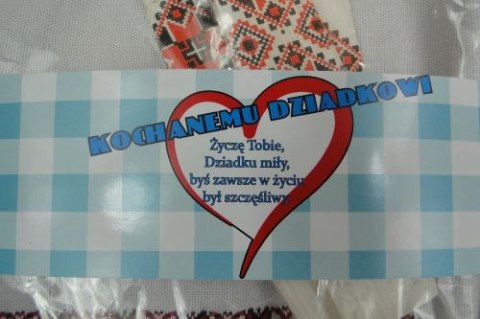 KOCHANEMU DZIADKOWI
Życzę Tobie,
Dziadku miły,
byś zawsze w życiu
był szczęśliwy.